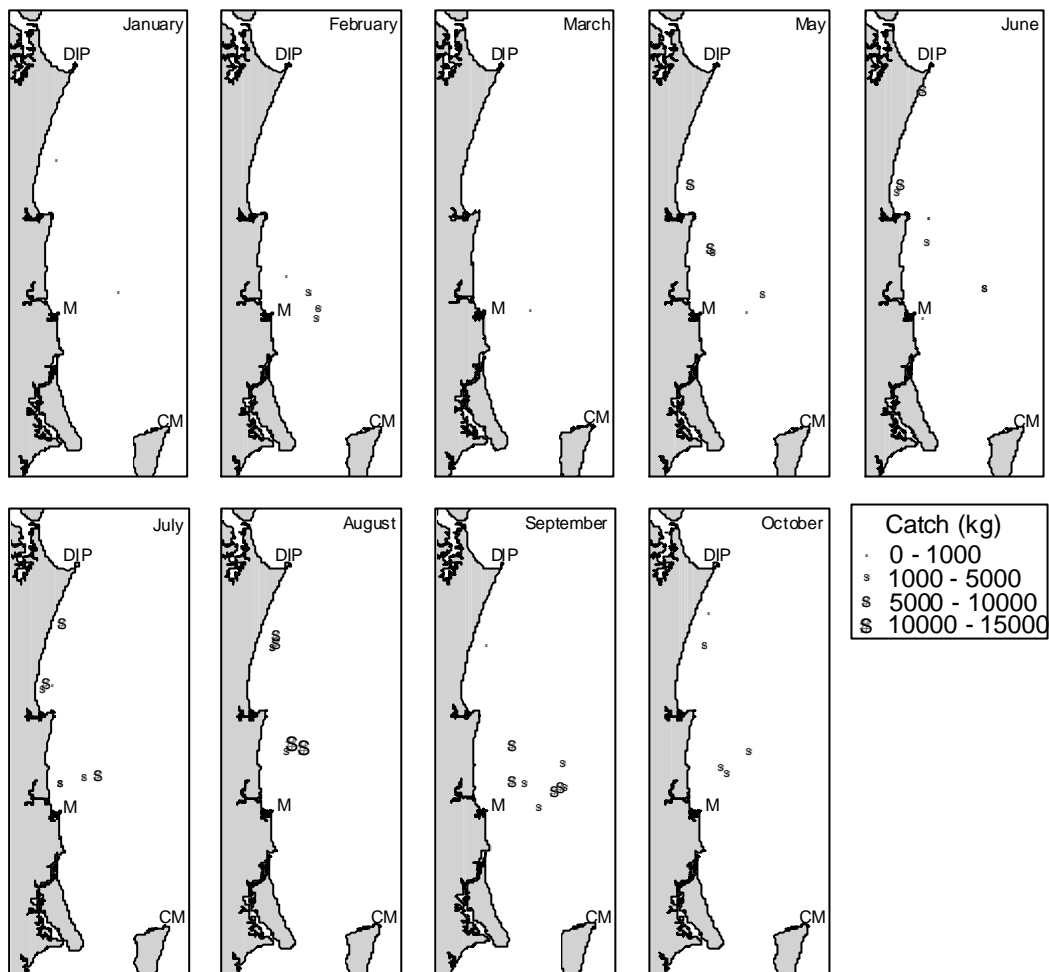 January
DIP
M
CM
February
DIP
M
CM
March
DIP
M
CM
May
DIP
M
CM
June
DIP
M
CM
July
DIP
M
CM
August
DIP
M
CM
September
DIP
M
CM
October
DIP
M
CM
Catch (kg)
0 - 1000
1000 - 5000
5000 - 10000
10000 - 15000